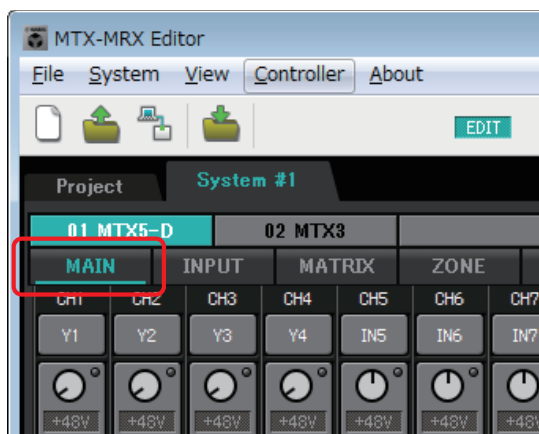 MTX-MRX Editor
File System View Controller About
EDIT
Project System #1
01 MTX5-D 02 MTX3
MAIN INPUT MATRIX ZONE
CH1 CH2 CH3 CH4 CH5 CH6 CH7
Y1 Y2 Y3 Y4 IN5 IN6 IN7
+48V +48V +48V +48V +48V +48V +48V